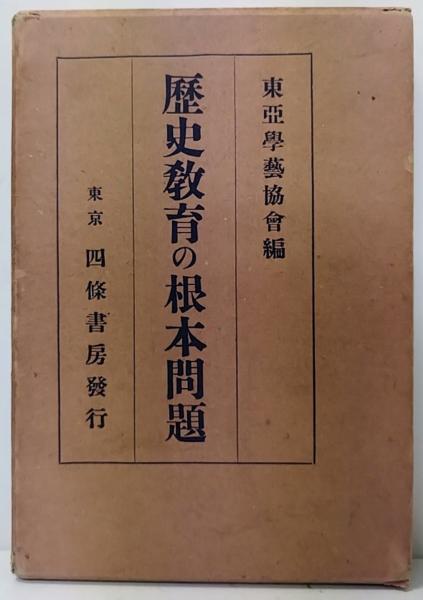 東亞學藝協會編
歷史教育の根本問題
東京 四條書房發行